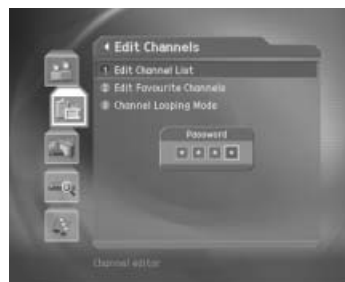 Edit Channels
1 Edit Channel List
2 Edit Favourite Channels
3 Channel Looping Mode
Password
* * * *
Channel editor